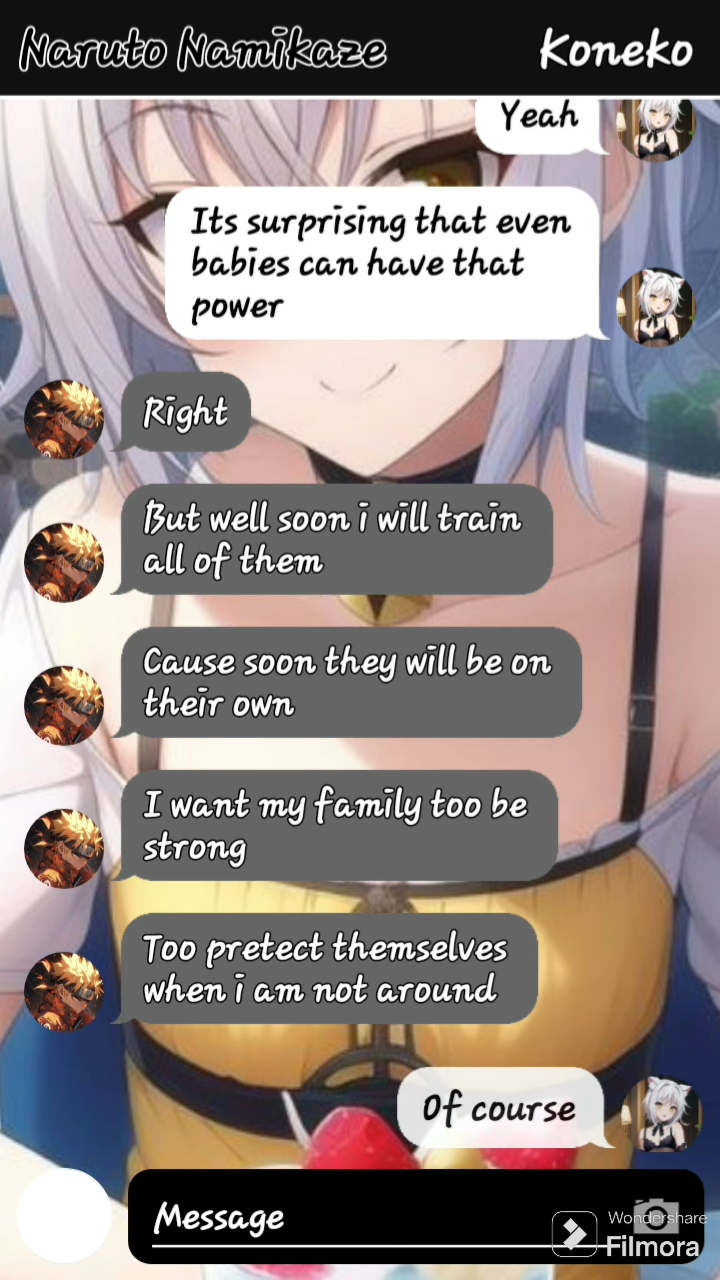 Naruto Namikaze
Koneko
Yeah
Its surprising that even
babies can have that
power
Right
But well soon i will train
all of them
Cause soon they will be on
their own
I want my family too be
strong
Too pretect themselves
when i am not around
Of course
Message
Wondershare
Filmora